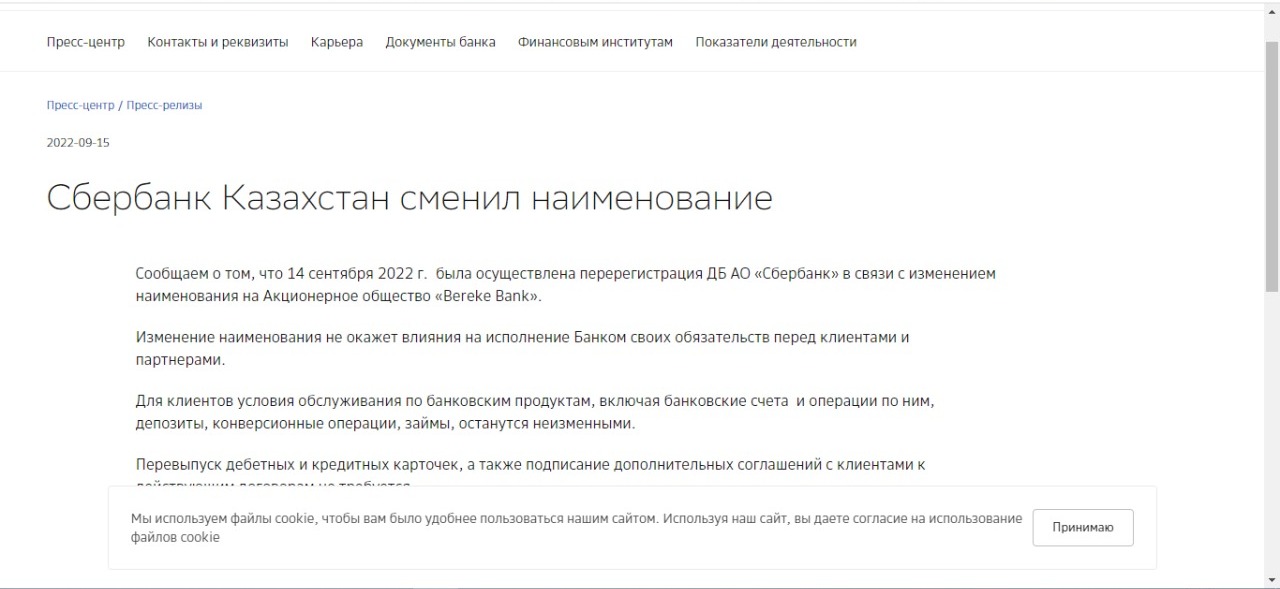 Пресс-центр Контакты и реквизиты Карьера Документы банка Финансовым институтам Показатели деятельности
Пресс-центр / Пресс-релизы
2022-09-15
Сбербанк Казахстан сменил наименование
Сообщаем о том, что 14 сентября 2022 г. была осуществлена перерегистрация ДБ АО «Сбербанк» в связи с изменением
наименования на Акционерное общество «Bereke Bank».
Изменение наименования не окажет влияния на исполнение Банком своих обязательств перед клиентами и
партнерами.
Для клиентов условия обслуживания по банковским продуктам, включая банковские счета и операции по ним,
депозиты, конверсионные операции, займы, останутся неизменными.
Перевыпуск дебетных и кредитных карточек, а также подписание дополнительных соглашений с клиентами к
действующим договорам не требуется.
Мы используем файлы cookie, чтобы вам было удобнее пользоваться нашим сайтом. Используя наш сайт, вы даете согласие на использование
файлов cookie
Принимаю